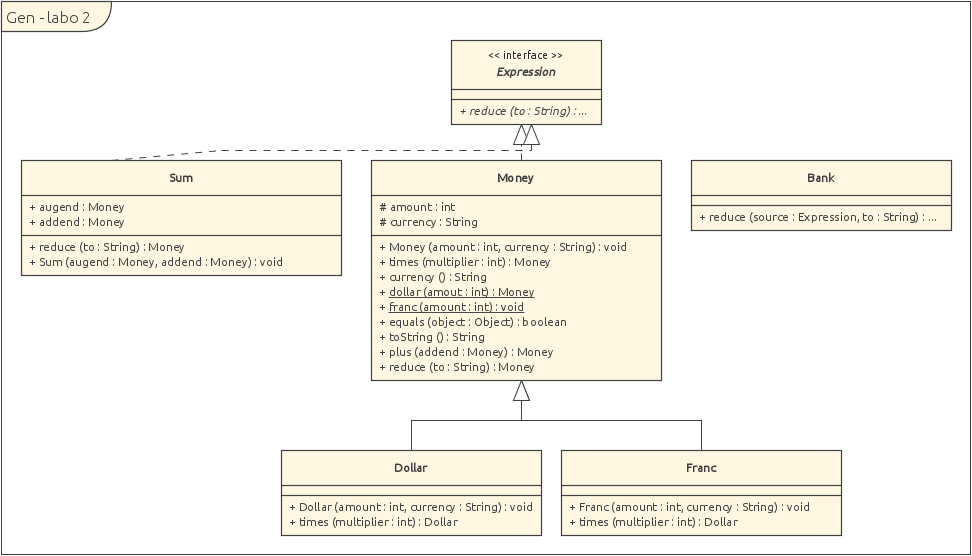 Gen - labo 2
<< interface >>
Expression
+ reduce (to : String) : ...
Sum
+ augend : Money
+ addend : Money
+ reduce (to : String) : Money
+ Sum (augend : Money, addend : Money) : void
Money
# amount : int
# currency : String
+ Money (amount : int, currency : String) : void
+ times (multiplier : int) : Money
+ currency () : String
+ dollar (amout : int) : Money
+ franc (amount : int) : void
+ equals (object : Object) : boolean
+ toString () : String
+ plus (addend : Money) : Money
+ reduce (to : String) : Money
Bank
+ reduce (source : Expression, to : String) : ...
Dollar
+ Dollar (amount : int, currency : String) : void
+ times (multiplier : int) : Dollar
Franc
+ Franc (amount : int, currency : String) : void
+ times (multiplier : int) : Dollar